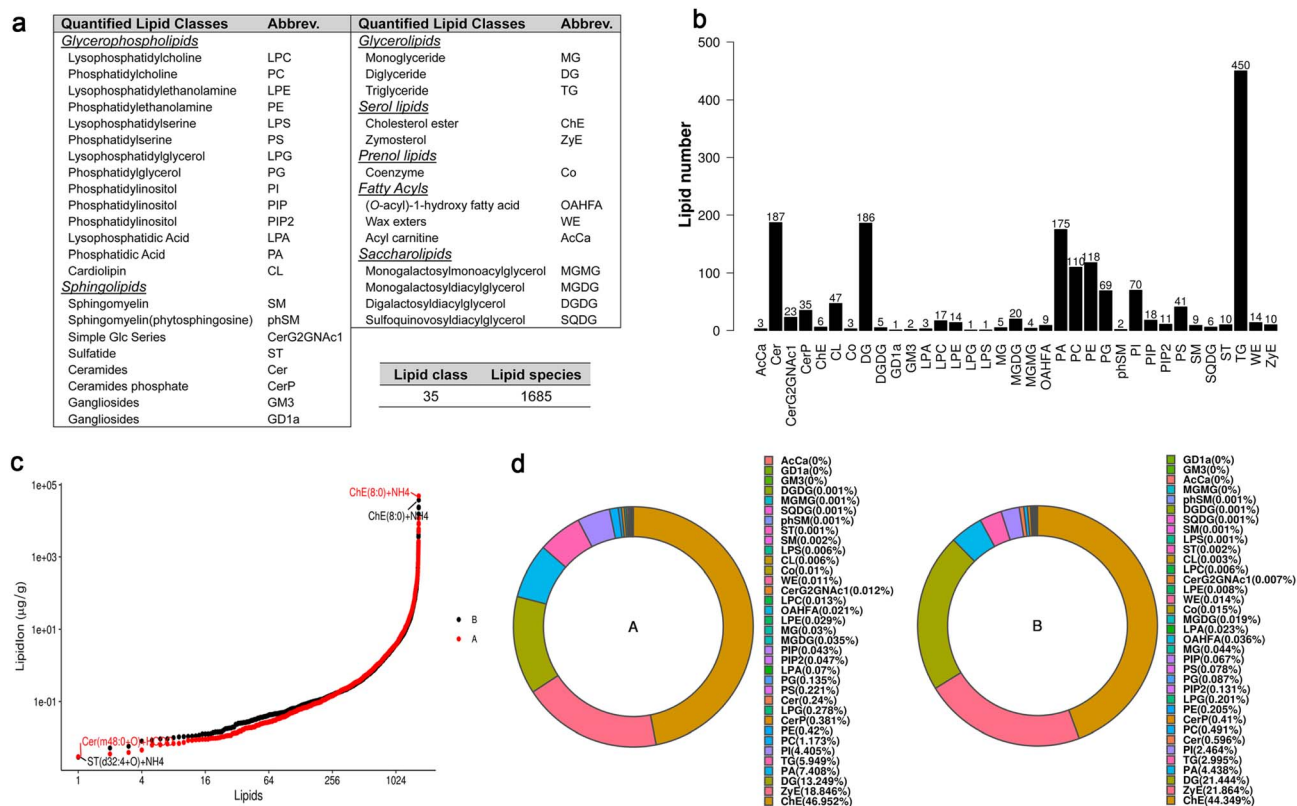 a
Quantified Lipid Classes Abbrev. Quantified Lipid Classes Abbrev.
Glycerophospholipids Glycerolipids
Lysophosphatidylcholine LPC Monoglyceride MG
Phosphatidylcholine PC Diglyceride DG
Lysophosphatidylethanolamine LPE Triglyceride TG
Phosphatidylethanolamine PE Serol lipids
Lysophosphatidylserine LPS Cholesterol ester ChE
Phosphatidylserine PS Zymosterol ZyE
Lysophosphatidylglycerol LPG Prenol lipids
Phosphatidylglycerol PG Coenzyme Co
Phosphatidylinositol PI Fatty Acyls
Phosphatidylinositol PIP (O-acyl)-1-hydroxy fatty acid OAHFA
Phosphatidylinositol PIP2 Wax exters WE
Lysophosphatidic Acid LPA Acyl carnitine AcCa
Phosphatidic Acid PA Saccharolipids
Cardiolipin CL Monogalactosylmonoacylglycerol MGMG
Sphingolipids Monogalactosyldiacylglycerol MGDG
Sphingomyelin SM Digalactosyldiacylglycerol DGDG
Sphingomyelin(phytosphingosine) phSM Sulfoquinovosyldiacylglycerol SQDG
Simple Glc Series CerG2GNAc1
Sulfatide ST
Ceramides Cer
Ceramides phosphate CerP
Gangliosides GM3
Gangliosides GD1a
Lipid class Lipid species
35 1685
b
Lipid number
500
400
300
200
100
0
3 187 23 35 6 47 3 186 5 1 2 3 17 14 1 1 5 20 4 9 175 110 118 69 2 70 18 11 41 9 6 10 450 14 10
AcCa Cer CerG2GNAc1 CerP ChE CL Co DG DGDG GD1a GM3 LPA LPC LPE LPG LPS MG MGDG MGMG OAHFA PA PC PE PG phSM PI PIP PIP2 PS SM SQDG ST TG WE ZyE
c
LipidIon (µg/g)
1e+05
1e+03
1e+01
1e-01
ChE(8:0)+NH4
ChE(8:0)+NH4
ST(d32:4+O)+NH4
1 4 16 64 256 1024
Lipids
B
A
d
A
AcCa(0%)
GD1a(0%)
GM3(0%)
DGDG(0.001%)
MGMG(0.001%)
SQDG(0.001%)
phSM(0.001%)
ST(0.001%)
SM(0.002%)
LPS(0.006%)
CL(0.006%)
Co(0.01%)
WE(0.011%)
CerG2GNAc1(0.012%)
LPC(0.013%)
OAHFA(0.021%)
LPE(0.029%)
MG(0.03%)
MGDG(0.035%)
PIP(0.043%)
PIP2(0.047%)
LPA(0.07%)
PG(0.135%)
PS(0.221%)
Cer(0.24%)
LPG(0.278%)
CerP(0.381%)
PE(0.42%)
PC(1.173%)
PI(4.405%)
TG(5.949%)
PA(7.408%)
DG(13.249%)
ZyE(18.846%)
ChE(46.952%)
B
GD1a(0%)
GM3(0%)
AcCa(0%)
MGMG(0%)
phSM(0.001%)
DGDG(0.001%)
SQDG(0.001%)
SM(0.001%)
LPS(0.001%)
ST(0.002%)
CL(0.003%)
LPC(0.006%)
CerG2GNAc1(0.007%)
LPE(0.008%)
WE(0.014%)
Co(0.015%)
MGDG(0.019%)
LPA(0.023%)
OAHFA(0.036%)
MG(0.044%)
PIP(0.067%)
PS(0.078%)
PG(0.087%)
PIP2(0.131%)
LPG(0.201%)
PE(0.205%)
CerP(0.41%)
PC(0.491%)
Cer(0.596%)
PI(2.464%)
TG(2.995%)
PA(4.438%)
DG(21.444%)
ZyE(21.864%)
ChE(44.349%)